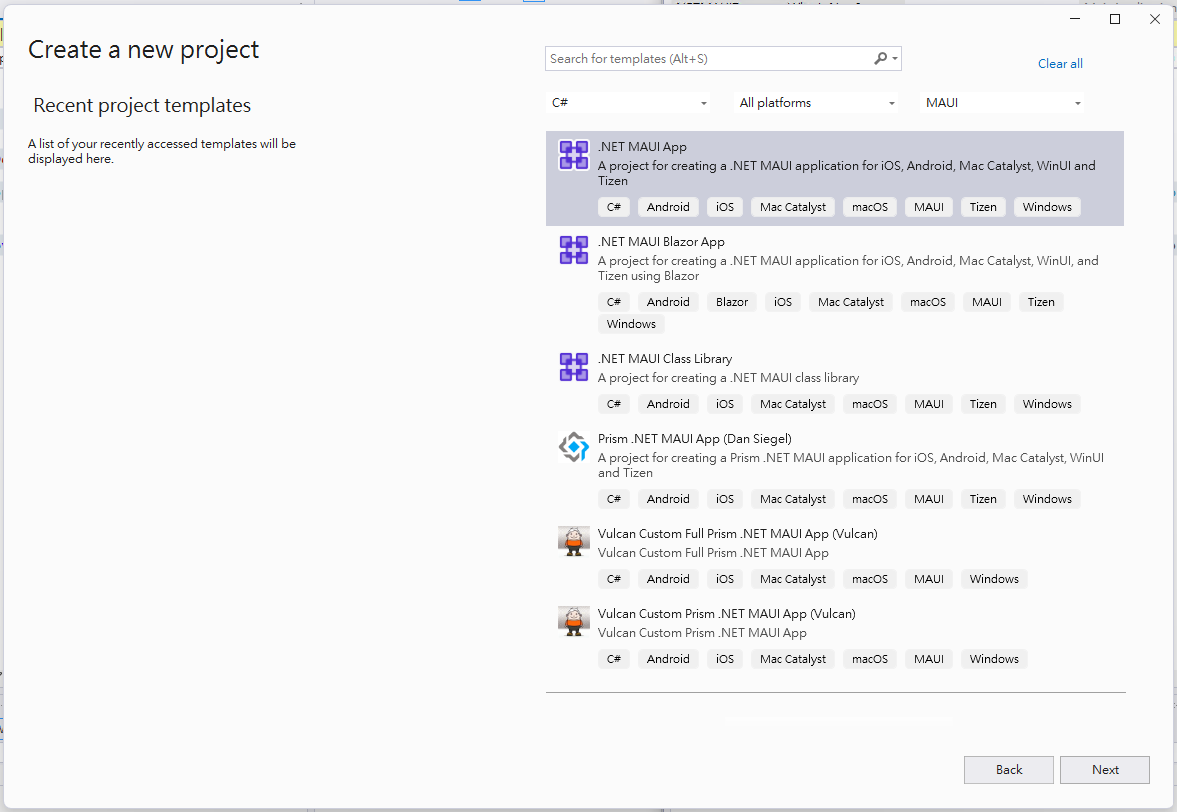 Create a new project
Search for templates (Alt+S)
Clear all
Recent project templates
A list of your recently accessed templates will be
displayed here.
C#
All platforms
MAUI
.NET MAUI App
A project for creating a .NET MAUI application for iOS, Android, Mac Catalyst, WinUI and
Tizen
C# Android iOS Mac Catalyst macOS MAUI Tizen Windows
.NET MAUI Blazor App
A project for creating a .NET MAUI application for iOS, Android, Mac Catalyst, WinUI, and
Tizen using Blazor
C# Android Blazor iOS Mac Catalyst macOS MAUI Tizen
Windows
.NET MAUI Class Library
A project for creating a .NET MAUI class library
C# Android iOS Mac Catalyst macOS MAUI Tizen Windows
Prism .NET MAUI App (Dan Siegel)
A project for creating a Prism .NET MAUI application for iOS, Android, Mac Catalyst, WinUI
and Tizen
C# Android iOS Mac Catalyst macOS MAUI Tizen Windows
Vulcan Custom Full Prism .NET MAUI App (Vulcan)
Vulcan Custom Full Prism .NET MAUI App
C# Android iOS Mac Catalyst macOS MAUI Windows
Vulcan Custom Prism .NET MAUI App (Vulcan)
Vulcan Custom Prism .NET MAUI App
C# Android iOS Mac Catalyst macOS MAUI Windows
Back
Next